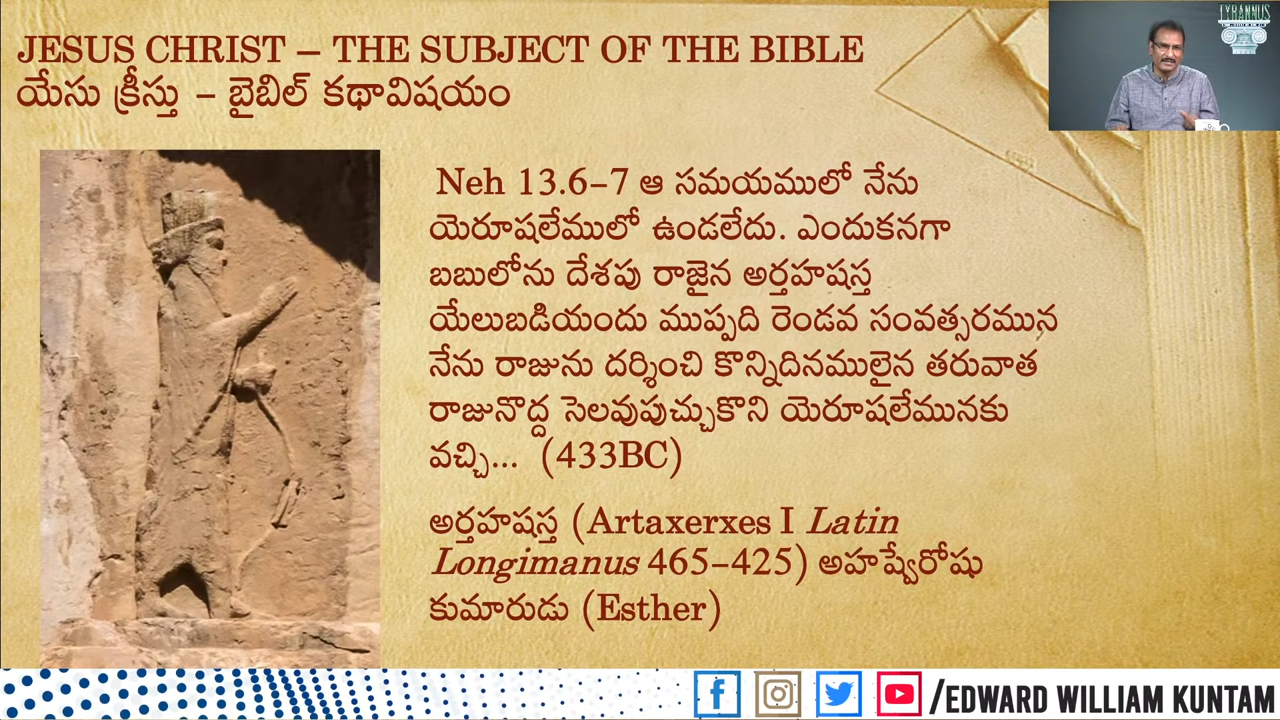 JESUS CHRIST – THE SUBJECT OF THE BIBLE
యేసు క్రీస్తు – బైబిల్ కథావిషయం
TYRANNUS
Neh 13.6–7 ఆ సమయములో నేను
యెరూషలేములో ఉండలేదు. ఎందుకనగా
బబులోను దేశపు రాజైన అర్తహషస్త
యేలుబడియందు ముప్పది రెండవ సంవత్సరమున
నేను రాజును దర్శించి కొన్నిదినములైన తరువాత
రాజునొద్ద సెలవుపుచ్చుకొని యెరూషలేమునకు
వచ్చి... (433BC)
అర్తహషస్త (Artaxerxes I Latin
Longimanus 465–425) అహష్వేరోషు
కుమారుడు (Esther)
/EDWARD WILLIAM KUNTAM